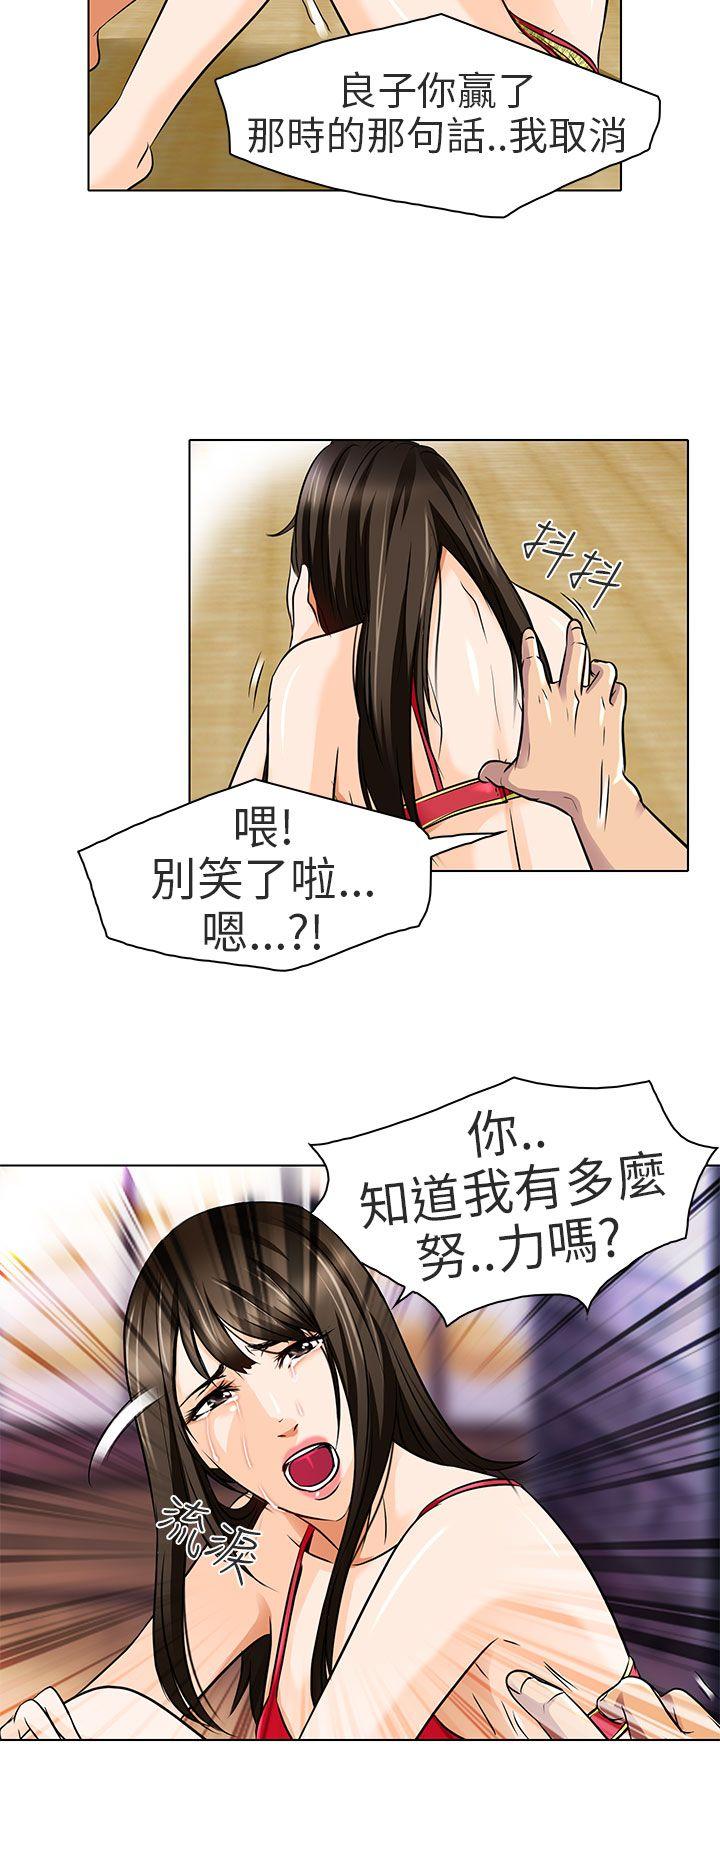 良子你贏了
那時的那句話..我取消
抖抖
喂!
別笑了啦...
嗯...?!
你..
知道我有多麼
努..力嗎?
流淚